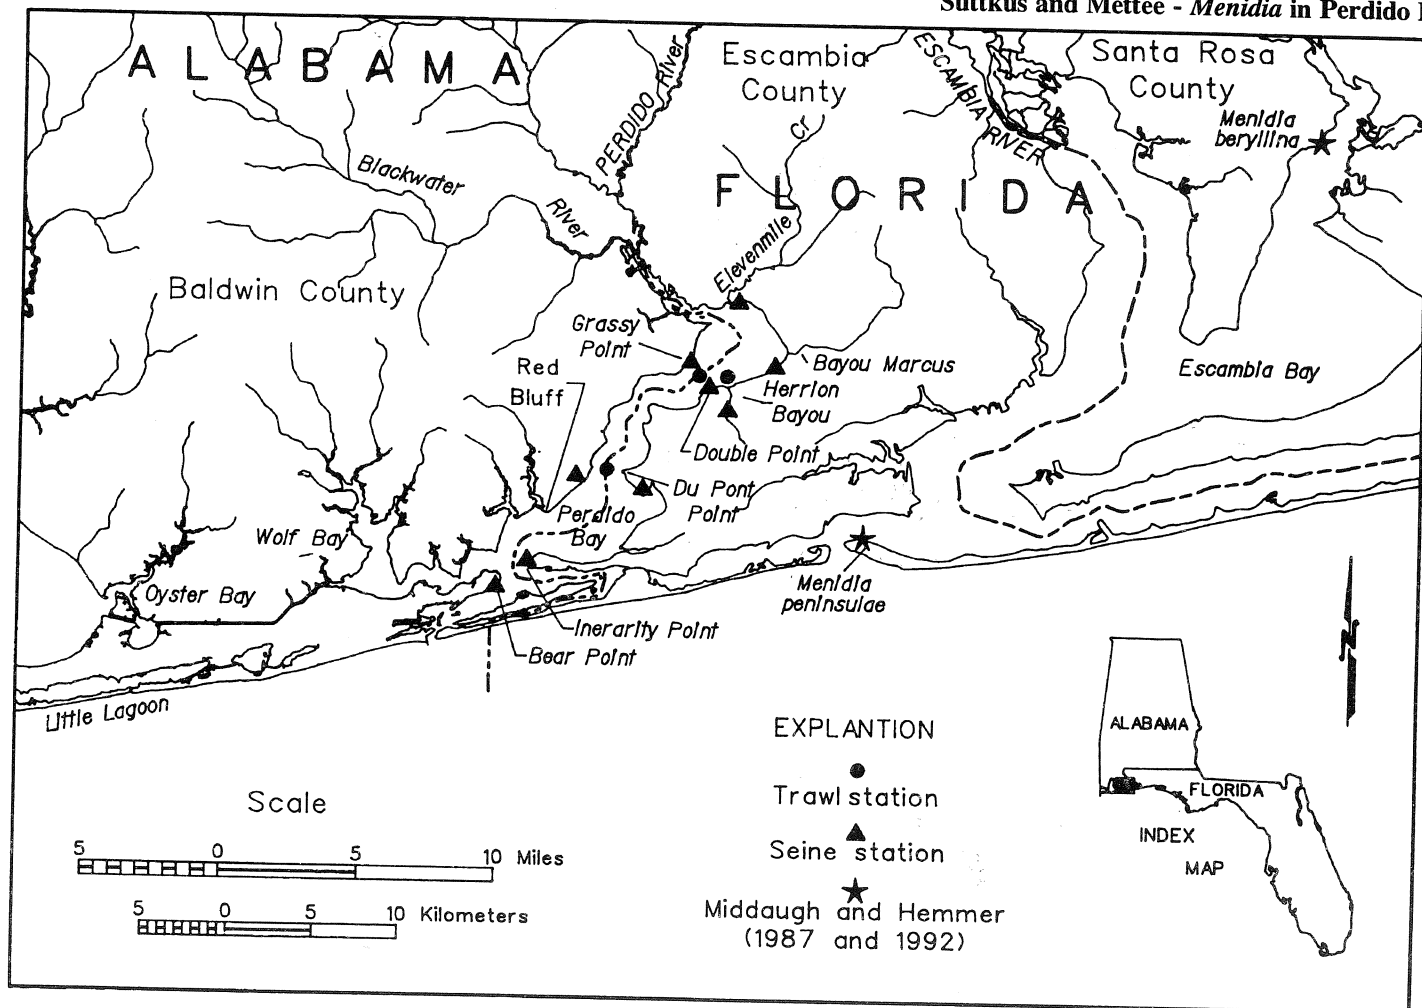 Suttkus and Mettee - Menidia in Perdido
ALABAMA
PERDIDO River
Escambia
County
ESCAMBIA RIVER
Santa Rosa
County
Menidia
beryllina
Blackwater
River
Cr
Elevenmile
FLORIDA
Baldwin County
Grassy
Point
Red
Bluff
Bayou Marcus
Herrion
Bayou
Escambia Bay
Double Point
Du Pont
Point
Perdido
Bay
Wolf Bay
Oyster Bay
Menidia
peninsulae
Inerarity Point
Bear Point
Little Lagoon
EXPLANTION
Trawl station
Seine station
Middaugh and Hemmer
(1987 and 1992)
Scale
5 0 5 10 Miles
5 0 5 10 Kilometers
N
ALABAMA
FLORIDA
INDEX
MAP